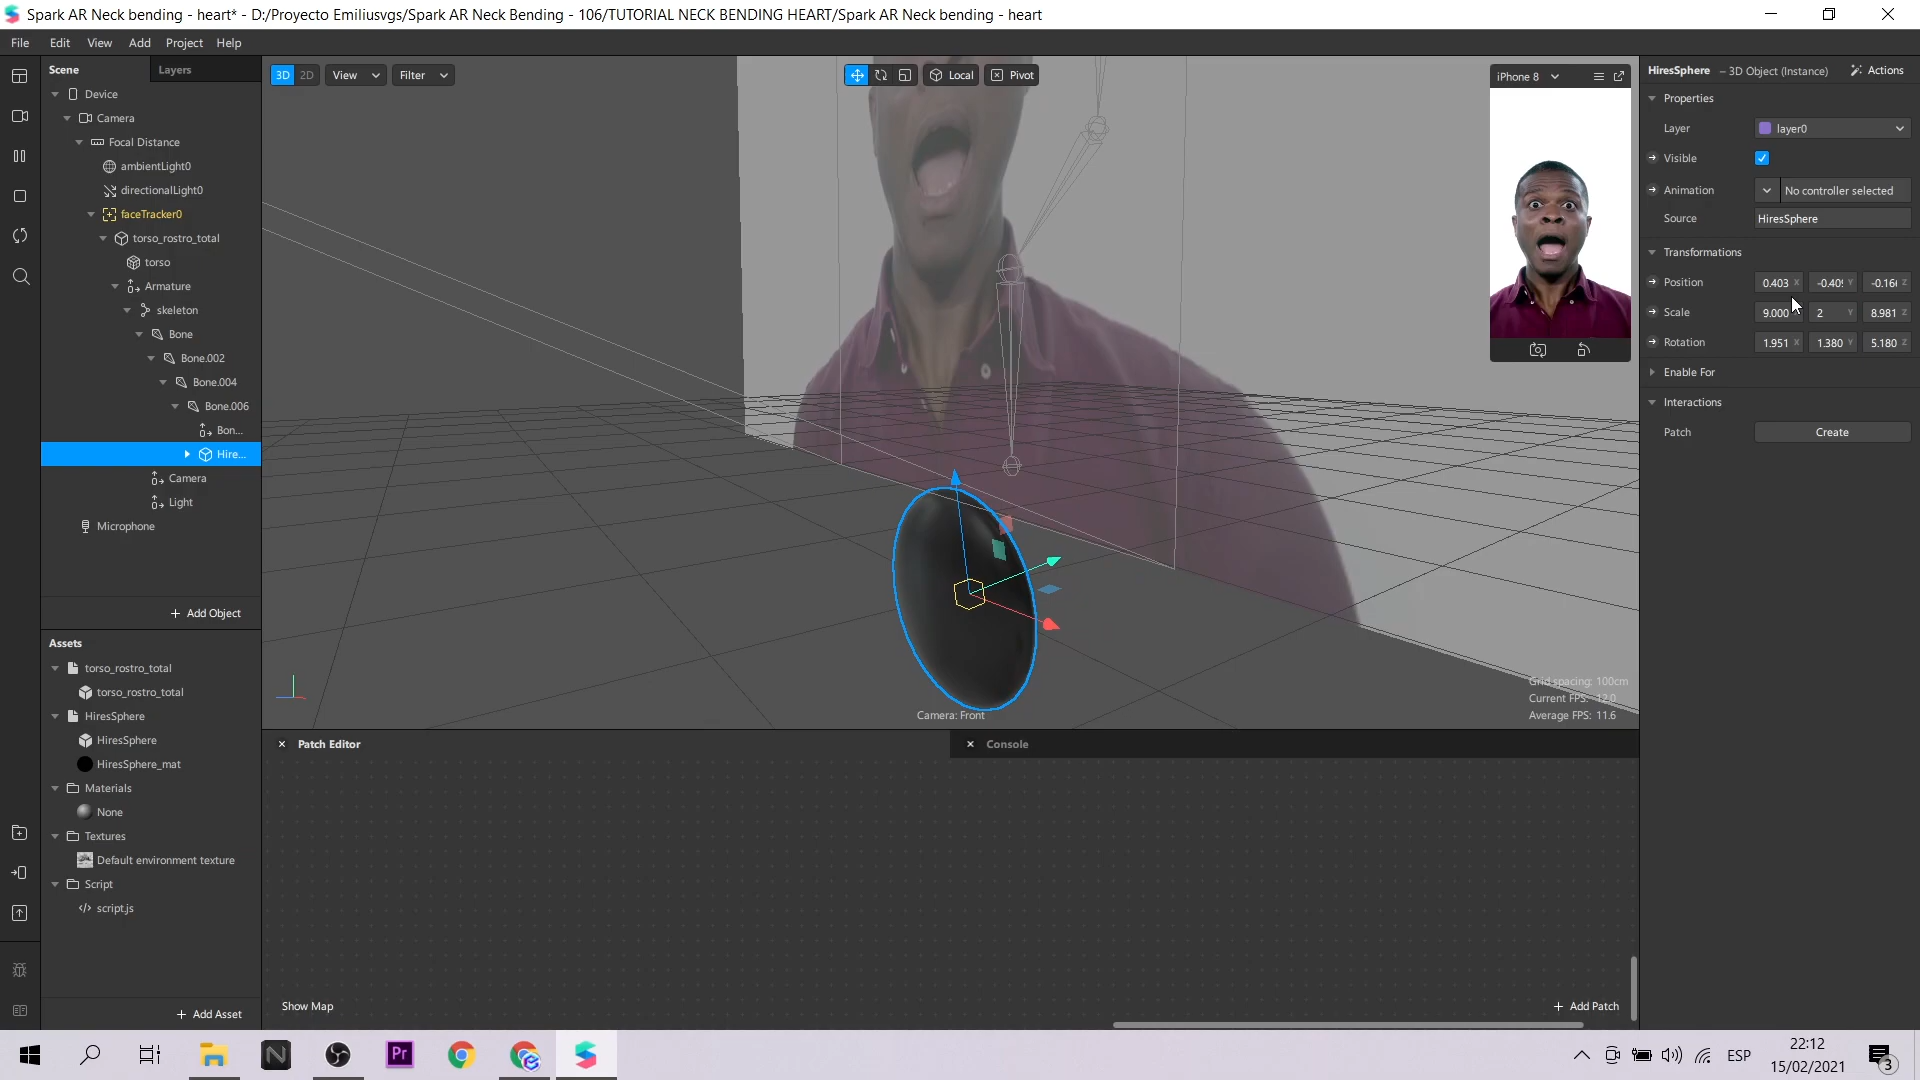 Spark AR Neck bending - heart* - D:/Proyecto Emiliusvgs/Spark AR Neck Bending - 106/TUTORIAL NECK BENDING HEART/Spark AR Neck bending - heart
File Edit View Add Project Help
Scene Layers
Device
Camera
Focal Distance
ambientLight0
directionalLight0
faceTracker0
torso_rostro_total
torso
Armature
skeleton
Bone
Bone.002
Bone.004
Bone.006
Bon...
Hire...
Camera
Light
Microphone
+ Add Object
Assets
torso_rostro_total
torso_rostro_total
HiresSphere
HiresSphere
HiresSphere_mat
Materials
None
Textures
Default environment texture
Script
script.js
+ Add Asset
3D 2D View Filter
Local Pivot
iPhone 8
Grid spacing: 100cm
Current FPS: 12.0
Average FPS: 11.6
Camera: Front
Patch Editor
Console
Show Map
+ Add Patch
HiresSphere – 3D Object (Instance) Actions
Properties
Layer layer0
Visible
Animation No controller selected
Source HiresSphere
Transformations
Position 0.403 X Y Z
Scale 9.000 2 Y 8.981 Z
Rotation 1.951 X 1.380 Y 5.180 Z
Enable For
Interactions
Patch Create
N
Pr
ESP
22:12
15/02/2021
3